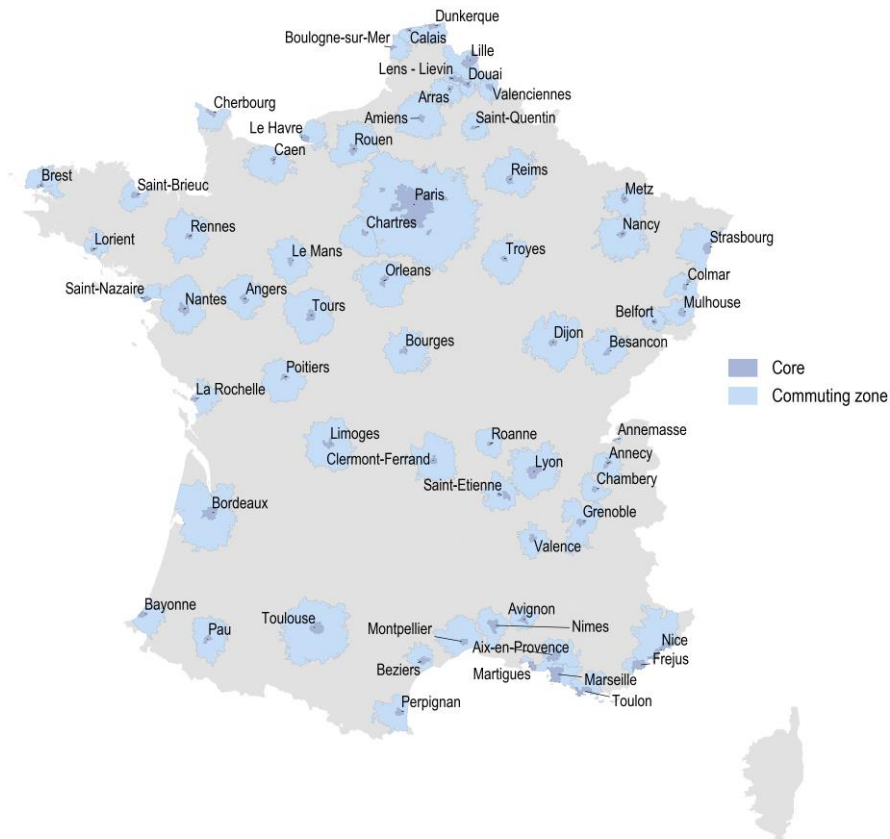 Dunkerque
Calais
Boulogne-sur-Mer
Lille
Lens - Lievin
Douai
Valenciennes
Arras
Cherbourg
Amiens
Saint-Quentin
Le Havre
Rouen
Caen
Brest
Saint-Brieuc
Reims
Metz
Paris
Chartres
Rennes
Nancy
Strasbourg
Lorient
Le Mans
Troyes
Orleans
Colmar
Saint-Nazaire
Nantes
Angers
Tours
Belfort
Mulhouse
Bourges
Dijon
Besancon
Poitiers
Core
La Rochelle
Commuting zone
Annemasse
Limoges
Roanne
Clermont-Ferrand
Lyon
Annecy
Saint-Etienne
Chambery
Bordeaux
Grenoble
Valence
Bayonne
Avignon
Toulouse
Pau
Montpellier
Nimes
Aix-en-Provence
Nice
Beziers
Martigues
Frejus
Marseille
Perpignan
Toulon